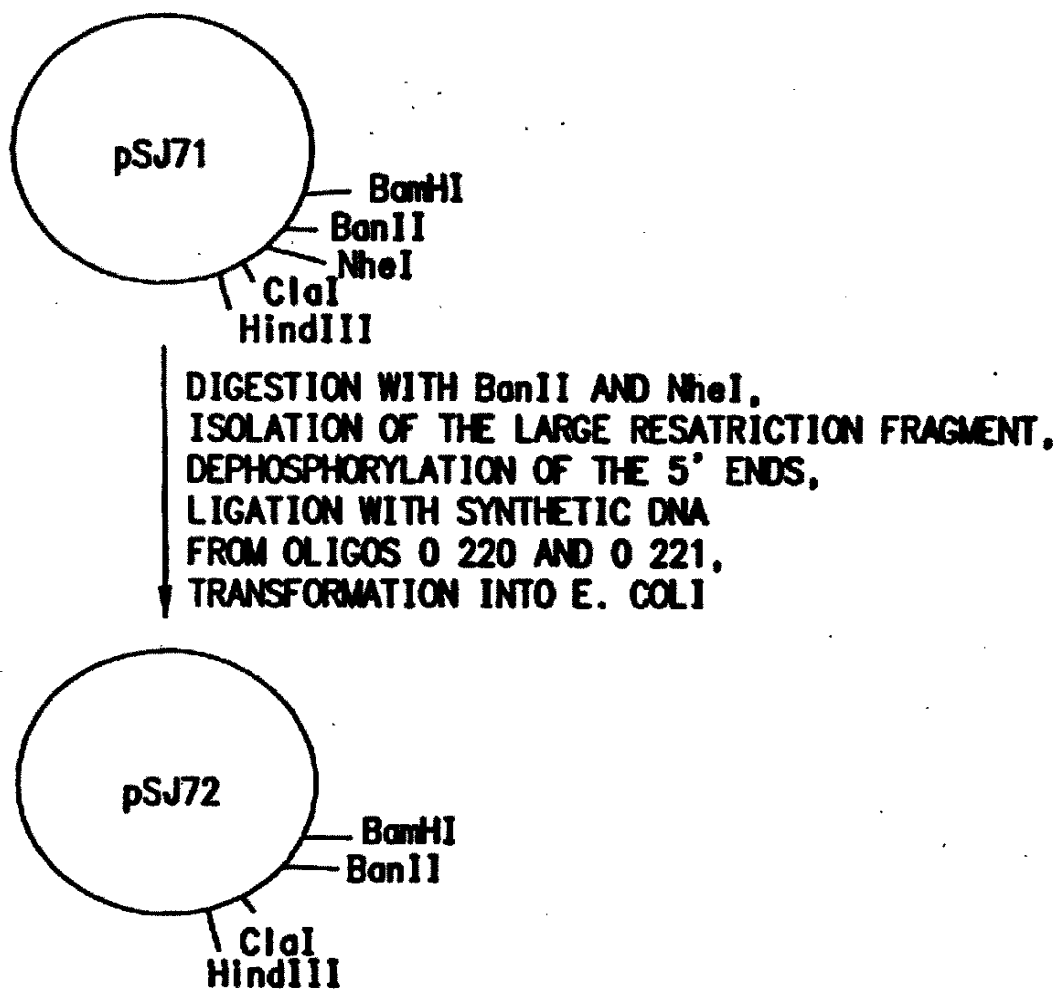 pSJ71
BamHI
BanII
NheI
ClaI
HindIII
DIGESTION WITH BanII AND NheI,
ISOLATION OF THE LARGE RESATRICTION FRAGMENT,
DEPHOSPHORYLATION OF THE 5' ENDS,
LIGATION WITH SYNTHETIC DNA
FROM OLIGOS O 220 AND O 221,
TRANSFORMATION INTO E. COLI
pSJ72
BamHI
BanII
ClaI
HindIII